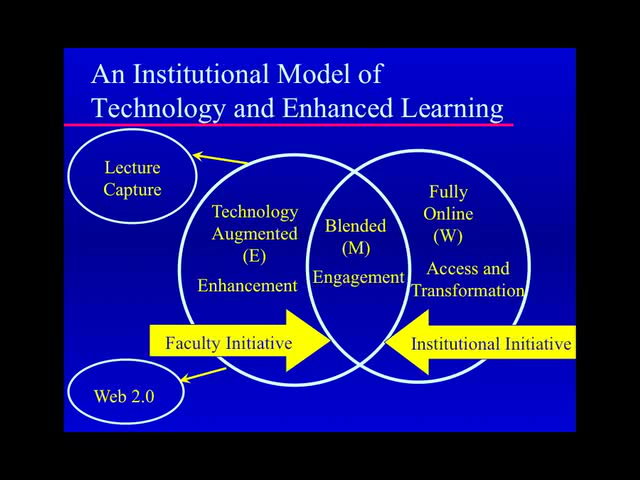 An Institutional Model of
Technology and Enhanced Learning
Lecture
Capture
Technology
Augmented
(E)
Enhancement
Blended
(M)
Engagement
Fully
Online
(W)
Access and
Transformation
Faculty Initiative
Institutional Initiative
Web 2.0